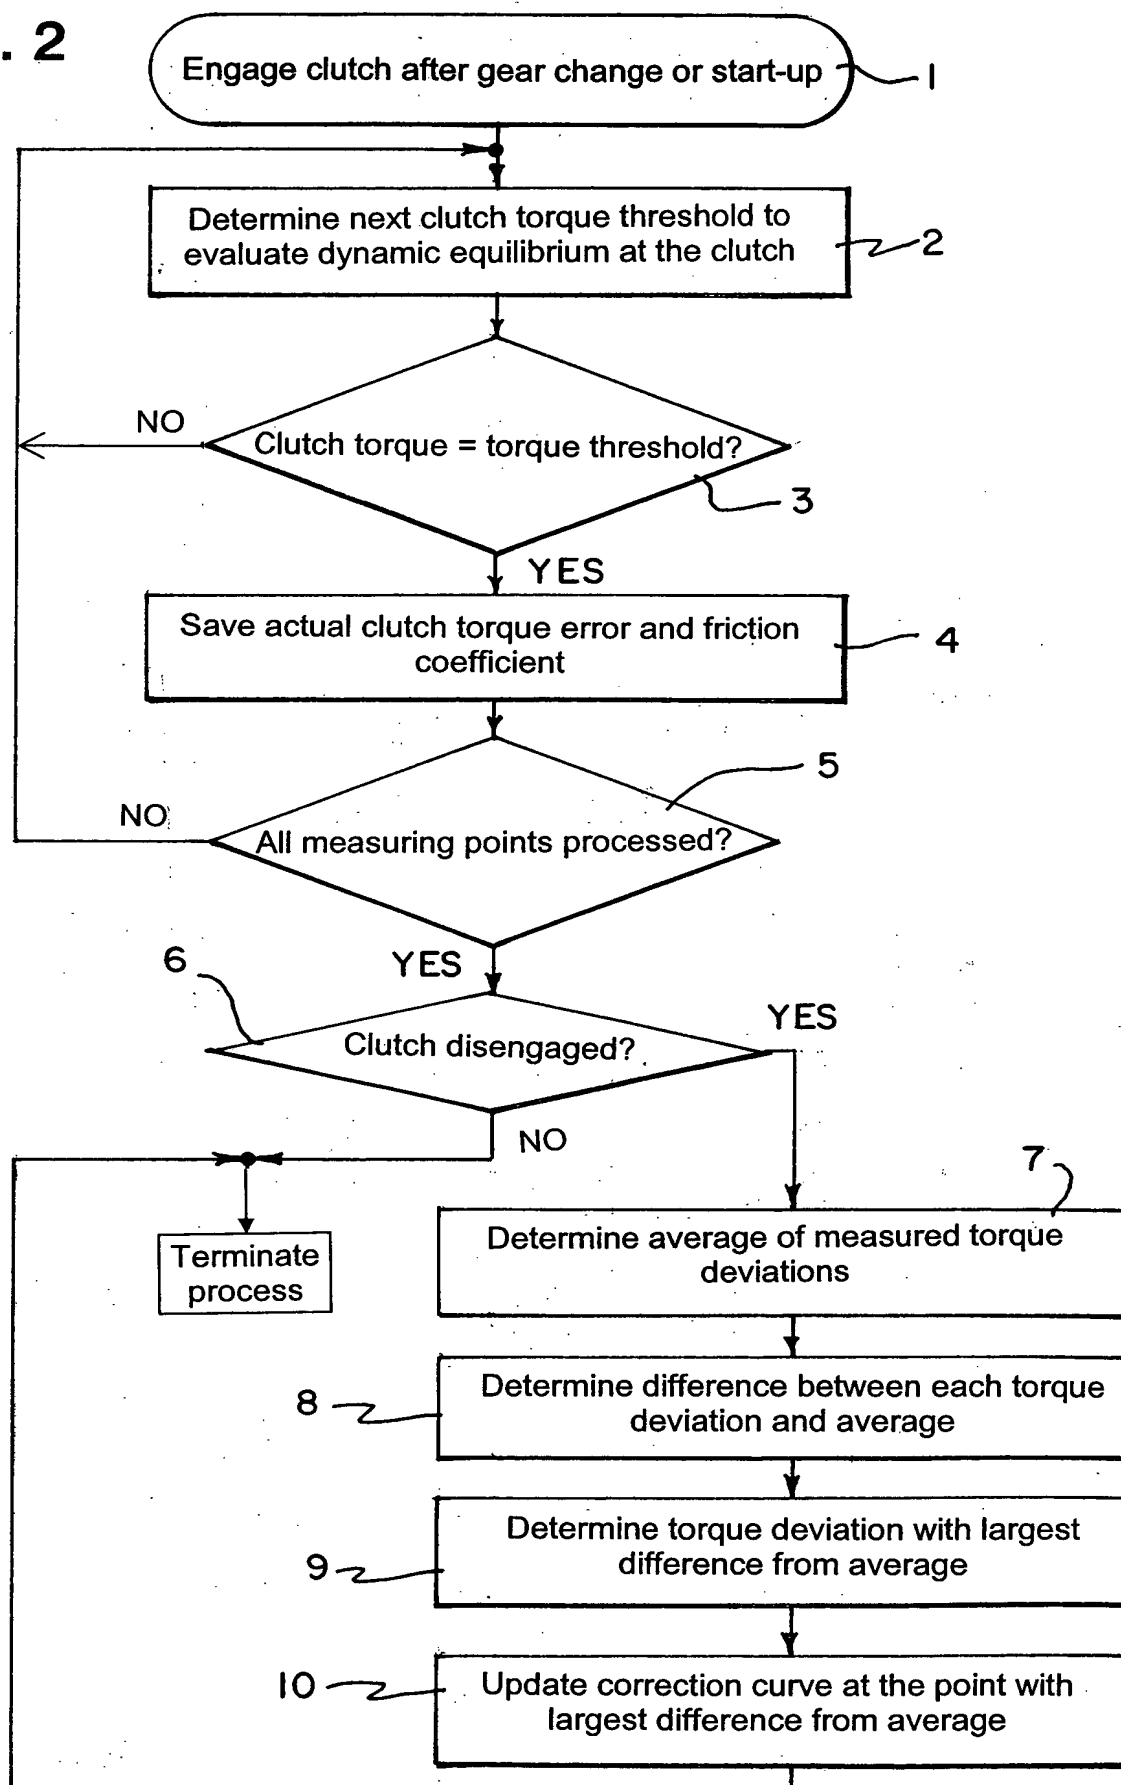 . 2
Engage clutch after gear change or start-up
1
Determine next clutch torque threshold to
evaluate dynamic equilibrium at the clutch
2
NO
Clutch torque = torque threshold?
3
YES
Save actual clutch torque error and friction
coefficient
4
5
NO
All measuring points processed?
6
YES
YES
Clutch disengaged?
NO
7
Terminate
process
Determine average of measured torque
deviations
8
Determine difference between each torque
deviation and average
9
Determine torque deviation with largest
difference from average
10
Update correction curve at the point with
largest difference from average